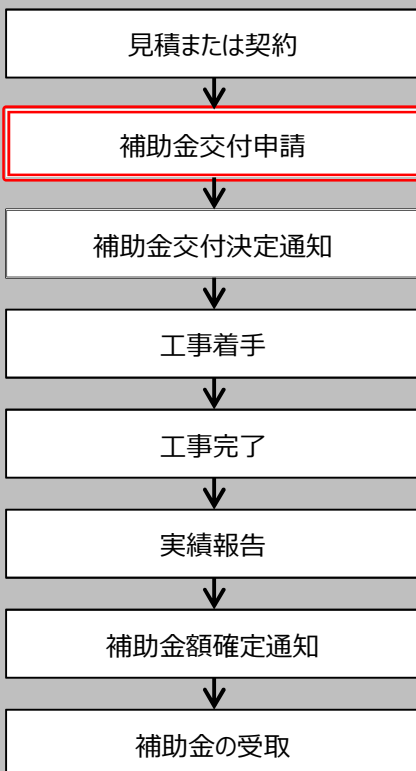 見積または契約
補助金交付申請
補助金交付決定通知
工事着手
工事完了
実績報告
補助金額確定通知
補助金の受取